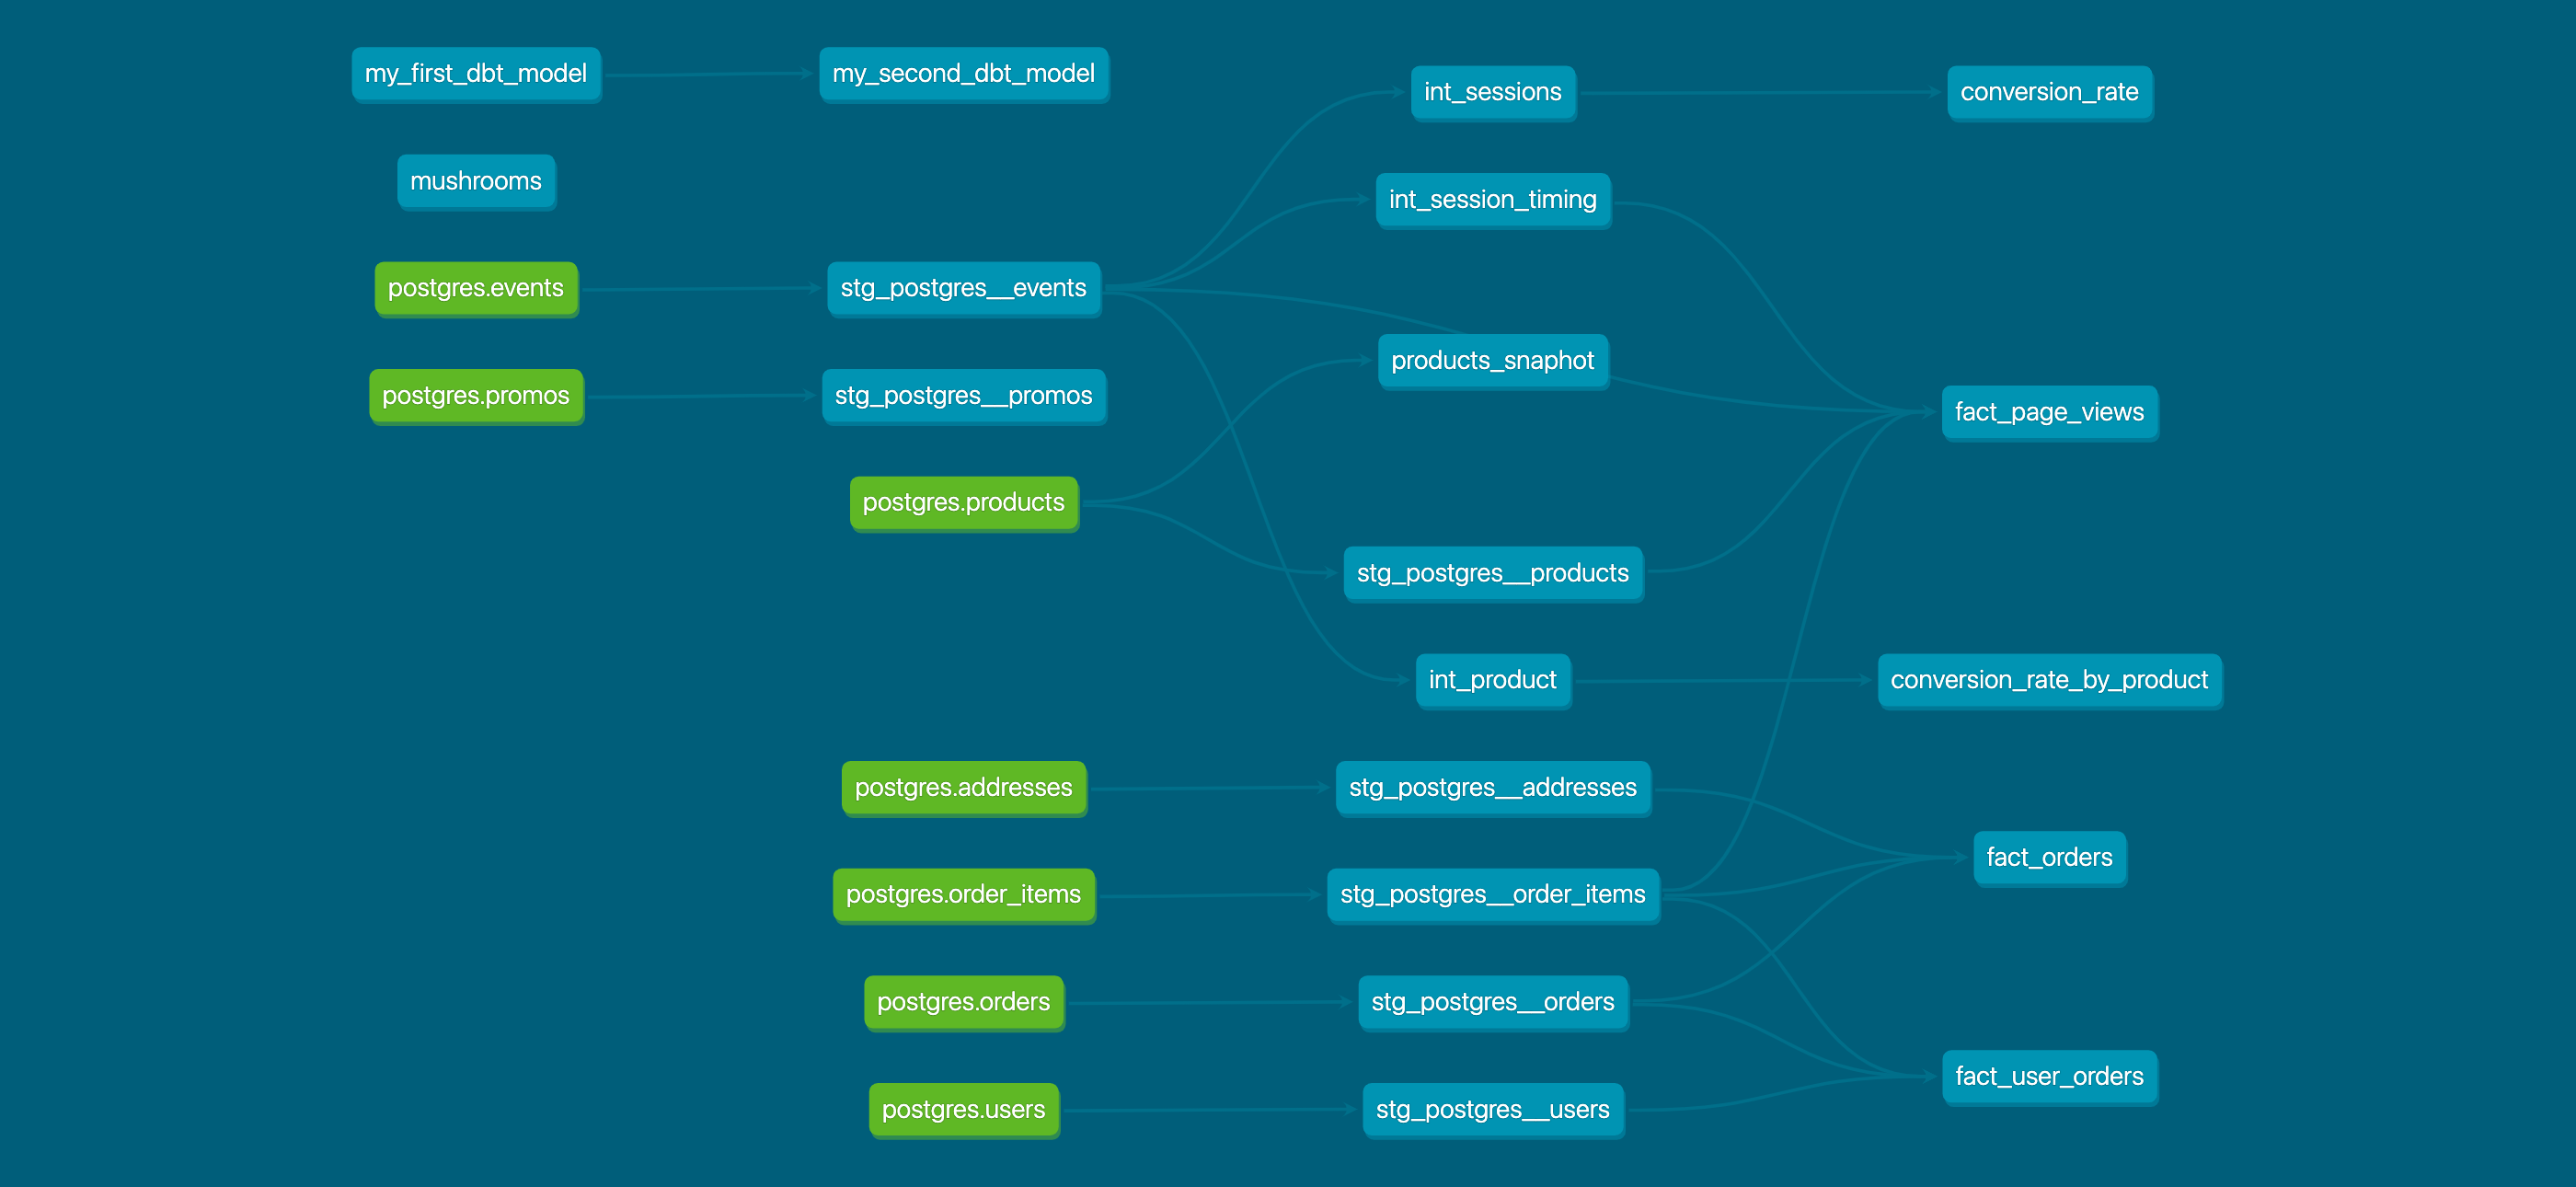 my_first_dbt_model
my_second_dbt_model
int_sessions
conversion_rate
mushrooms
int_session_timing
postgres.events
stg_postgres__events
products_snaphot
postgres.promos
stg_postgres__promos
fact_page_views
postgres.products
stg_postgres__products
int_product
conversion_rate_by_product
postgres.addresses
stg_postgres__addresses
fact_orders
postgres.order_items
stg_postgres__order_items
postgres.orders
stg_postgres__orders
fact_user_orders
postgres.users
stg_postgres__users